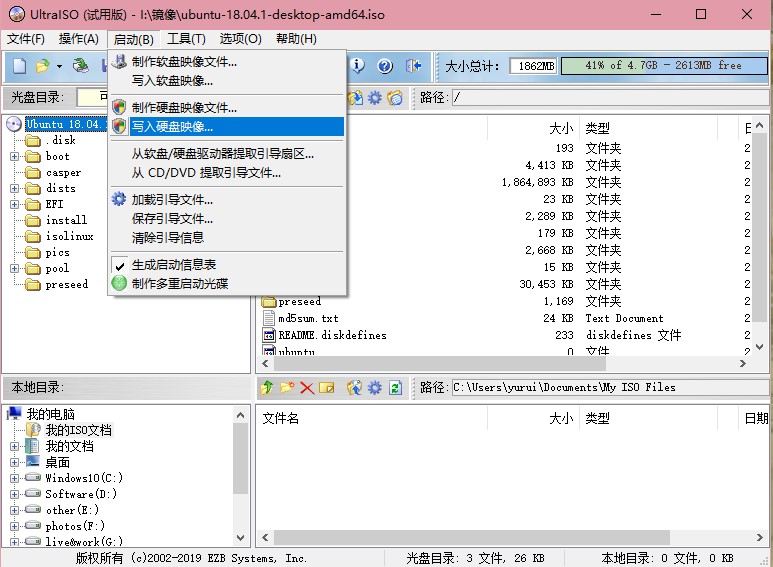 UltraISO (试用版) - I:\镜像\ubuntu-18.04.1-desktop-amd64.iso
文件(F) 操作(A) 启动(B) 工具(T) 选项(O) 帮助(H)
大小总计: 1862MB 41% of 4.7GB - 2613MB free
制作软盘映像文件...
写入软盘映像...
制作硬盘映像文件...
写入硬盘映像...
从软盘/硬盘驱动器提取引导扇区...
从 CD/DVD 提取引导文件...
加载引导文件...
保存引导文件...
清除引导信息
生成启动信息表
制作多重启动光碟
光盘目录: 可
路径: /
Ubuntu 18.04.1
.disk
boot
casper
dists
EFI
install
isolinux
pics
pool
preseed
大小 类型
193 文件夹 2
4,413 KB 文件夹 2
1,864,893 KB 文件夹 2
23 KB 文件夹 2
2,289 KB 文件夹 2
179 KB 文件夹 2
2,668 KB 文件夹 2
15 KB 文件夹 2
30,453 KB 文件夹 2
preseed 1,169 文件夹 2
md5sum.txt 24 KB Text Document 2
README.diskdefines 233 diskdefines 文件 2
ubuntu 0 文件 2
本地目录:
路径: C:\Users\yurui\Documents\My ISO Files
我的电脑
我的ISO文档
我的文档
桌面
Windows10(C:)
Software(D:)
other(E:)
photos(F:)
live&work(G:)
文件名 大小 类型 日期
版权所有 (c)2002-2019 EZB Systems, Inc.
光盘目录: 3 文件, 26 KB
本地目录: 0 文件, 0 KB